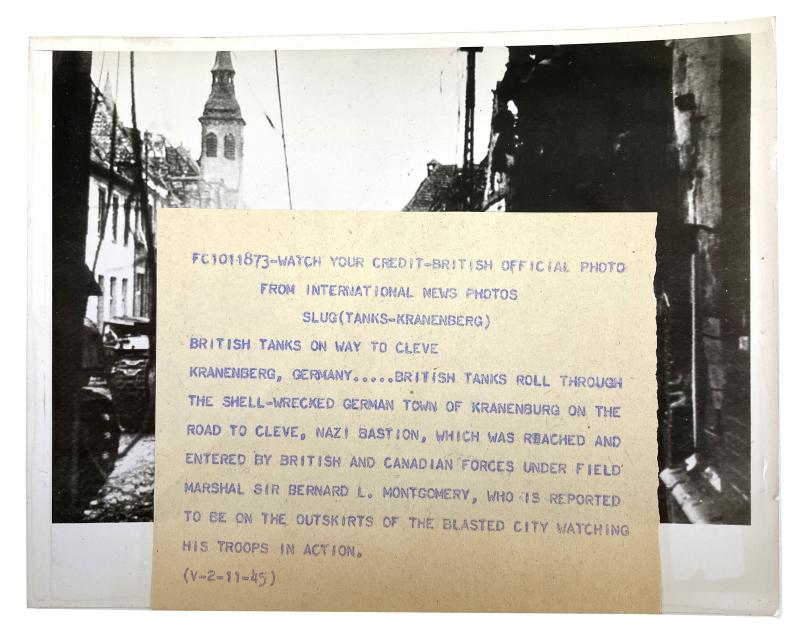 FC1011873-WATCH YOUR CREDIT-BRITISH OFFICIAL PHOTO
FROM INTERNATIONAL NEWS PHOTOS
SLUG(TANKS-KRANENBERG)
BRITISH TANKS ON WAY TO CLEVE
KRANENBERG, GERMANY.....BRITISH TANKS ROLL THROUGH
THE SHELL-WRECKED GERMAN TOWN OF KRANENBURG ON THE
ROAD TO CLEVE, NAZI BASTION, WHICH WAS REACHED AND
ENTERED BY BRITISH AND CANADIAN FORCES UNDER FIELD
MARSHAL SIR BERNARD L. MONTGOMERY, WHO IS REPORTED
TO BE ON THE OUTSKIRTS OF THE BLASTED CITY WATCHING
HIS TROOPS IN ACTION.
(V-2-11-45)